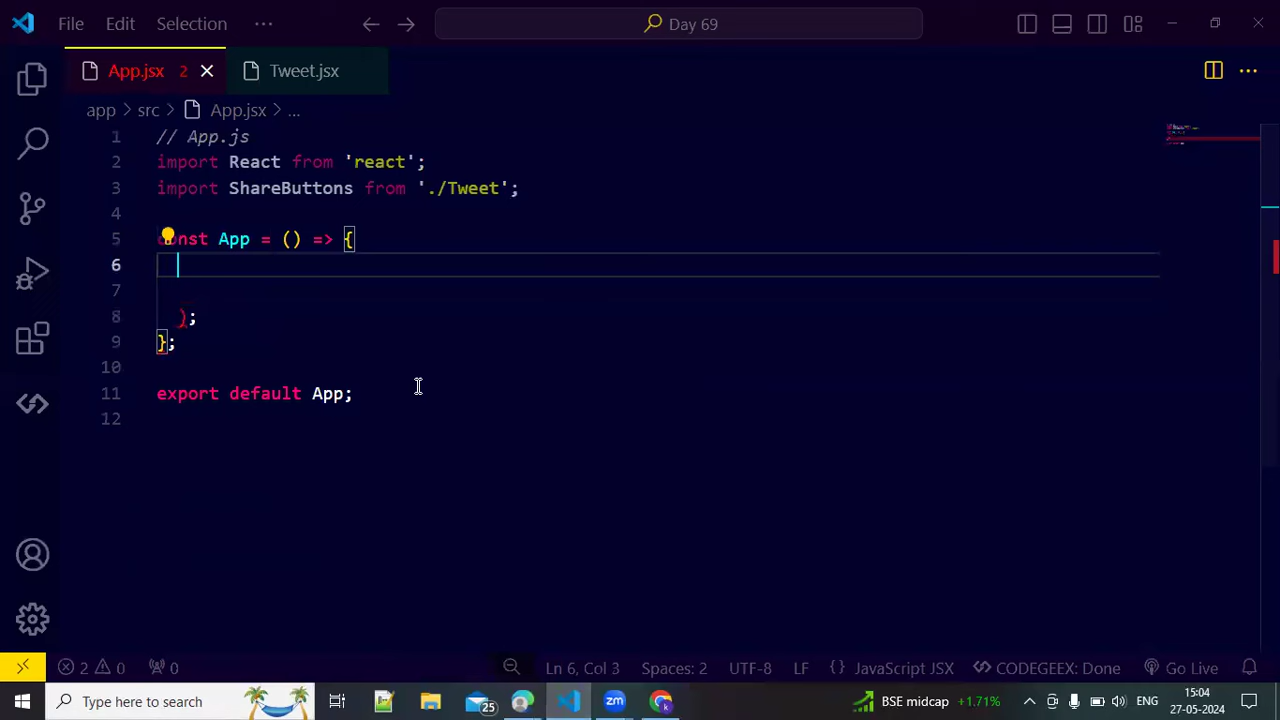 File Edit Selection ··· Day 69
App.jsx 2 Tweet.jsx ···
app > src > App.jsx > ...
1 // App.js
2 import React from 'react';
3 import ShareButtons from './Tweet';
4
5 const App = () => {
6
7
8 );
9 };
10
11 export default App;
12
2 0 0 Ln 6, Col 3 Spaces: 2 UTF-8 LF {} JavaScript JSX CODEGEEX: Done Go Live
Type here to search 25 zm k BSE midcap +1.71% ENG 15:04
27-05-2024